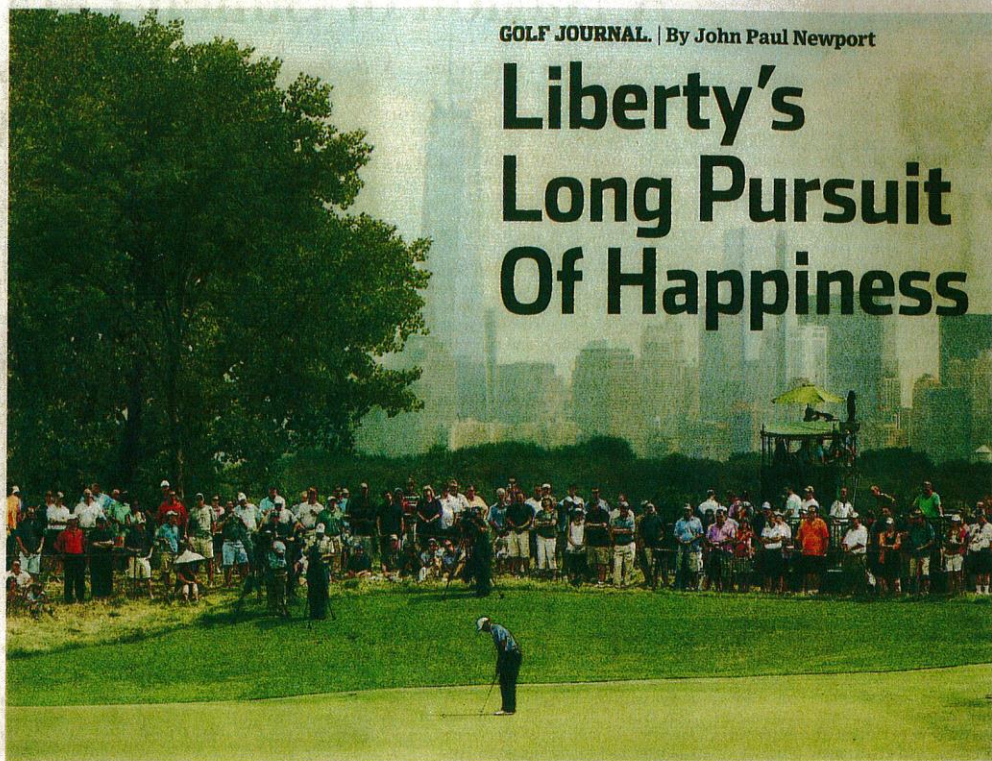 GOLF JOURNAL. | By John Paul Newport
Liberty's
Long Pursuit
Of Happiness